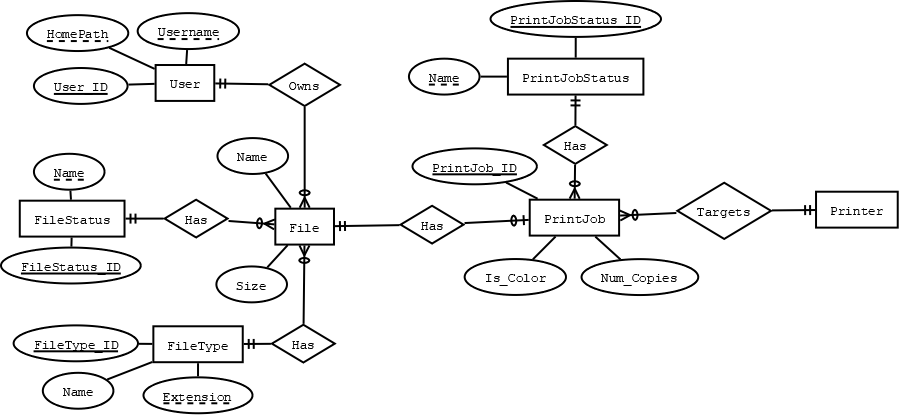 PrintJobStatus_ID
HomePath
Username
Name
PrintJobStatus
User_ID
User
Owns
Name
Has
Name
PrintJob_ID
FileStatus
Has
File
Has
PrintJob
Targets
Printer
FileStatus_ID
Size
Is_Color
Num_Copies
FileType_ID
FileType
Has
Name
Extension